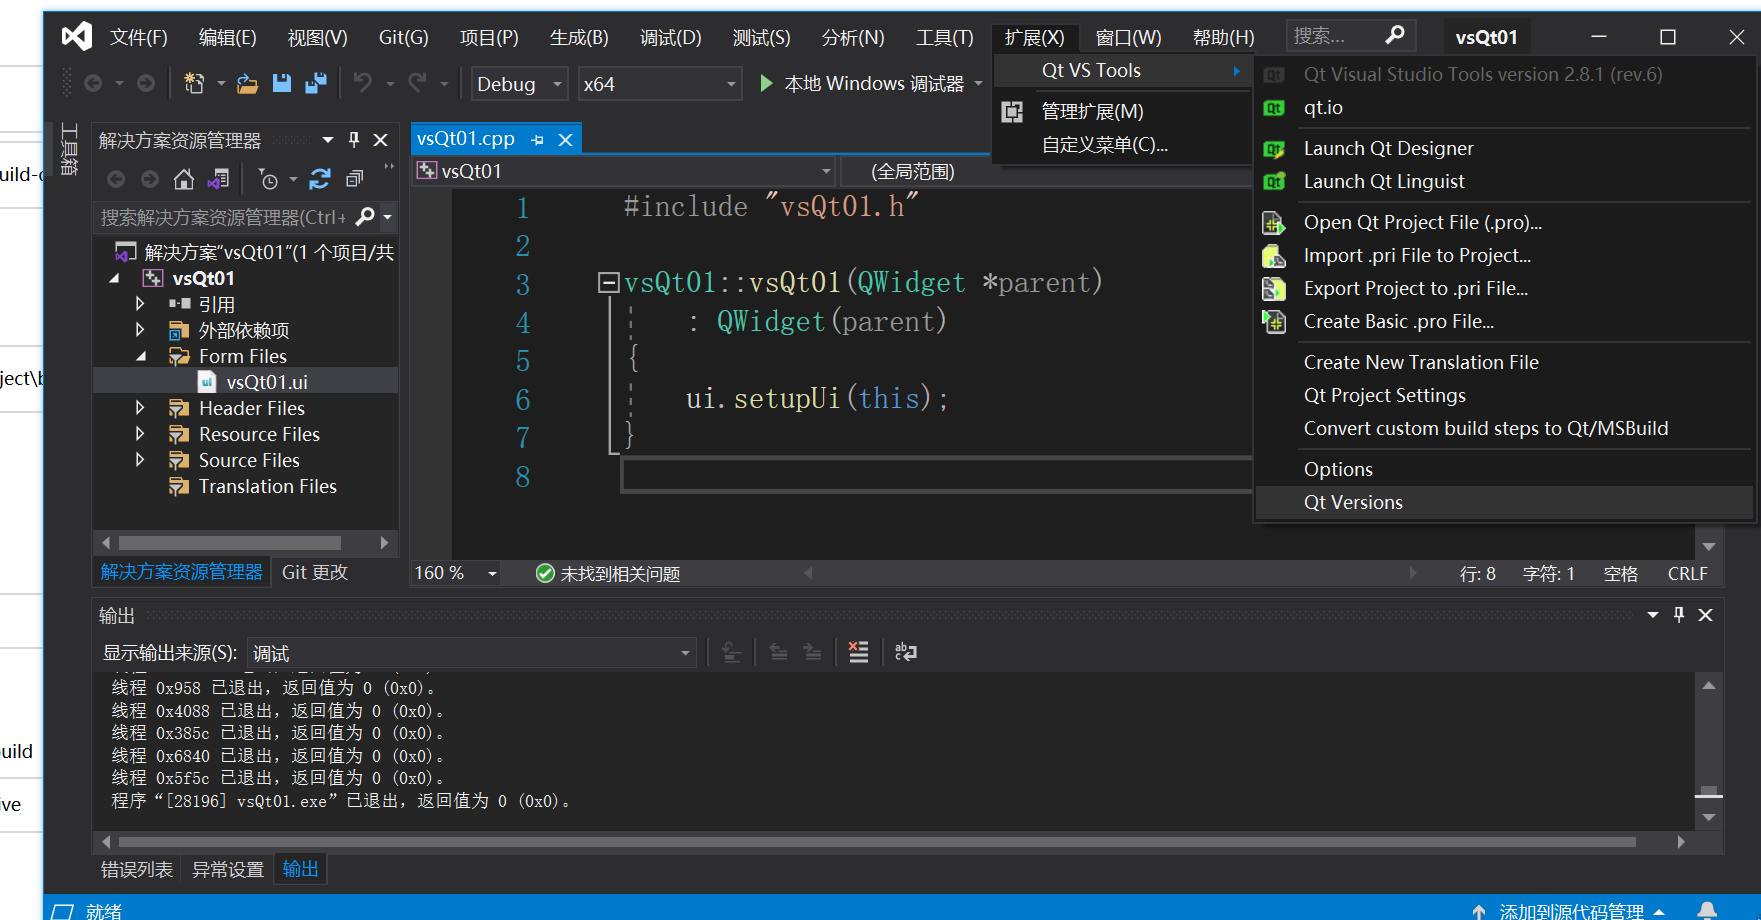 文件(F) 编辑(E) 视图(V) Git(G) 项目(P) 生成(B) 调试(D) 测试(S) 分析(N) 工具(T) 扩展(X) 窗口(W) 帮助(H) 搜索... vsQt01
Debug x64 本地 Windows 调试器
Qt VS Tools
管理扩展(M)
自定义菜单(C)...
Qt Visual Studio Tools version 2.8.1 (rev.6)
qt.io
Launch Qt Designer
Launch Qt Linguist
Open Qt Project File (.pro)...
Import .pri File to Project...
Export Project to .pri File...
Create Basic .pro File...
Create New Translation File
Qt Project Settings
Convert custom build steps to Qt/MSBuild
Options
Qt Versions
工具箱
解决方案资源管理器
搜索解决方案资源管理器(Ctrl+
解决方案"vsQt01"(1 个项目/共
vsQt01
引用
外部依赖项
Form Files
vsQt01.ui
Header Files
Resource Files
Source Files
Translation Files
解决方案资源管理器 Git 更改
vsQt01.cpp
vsQt01 (全局范围)
1 #include "vsQt01.h"
2
3 vsQt01::vsQt01(QWidget *parent)
4 : QWidget(parent)
5 {
6 ui.setupUi(this);
7 }
8
160 % 未找到相关问题 行: 8 字符: 1 空格 CRLF
输出
显示输出来源(S): 调试
线程 0x958 已退出，返回值为 0 (0x0)。
线程 0x4088 已退出，返回值为 0 (0x0)。
线程 0x385c 已退出，返回值为 0 (0x0)。
线程 0x6840 已退出，返回值为 0 (0x0)。
线程 0x5f5c 已退出，返回值为 0 (0x0)。
程序“[28196] vsQt01.exe”已退出，返回值为 0 (0x0)。
错误列表 异常设置 输出
就绪 添加到源代码管理
uild-c
ject\b
uild
ive